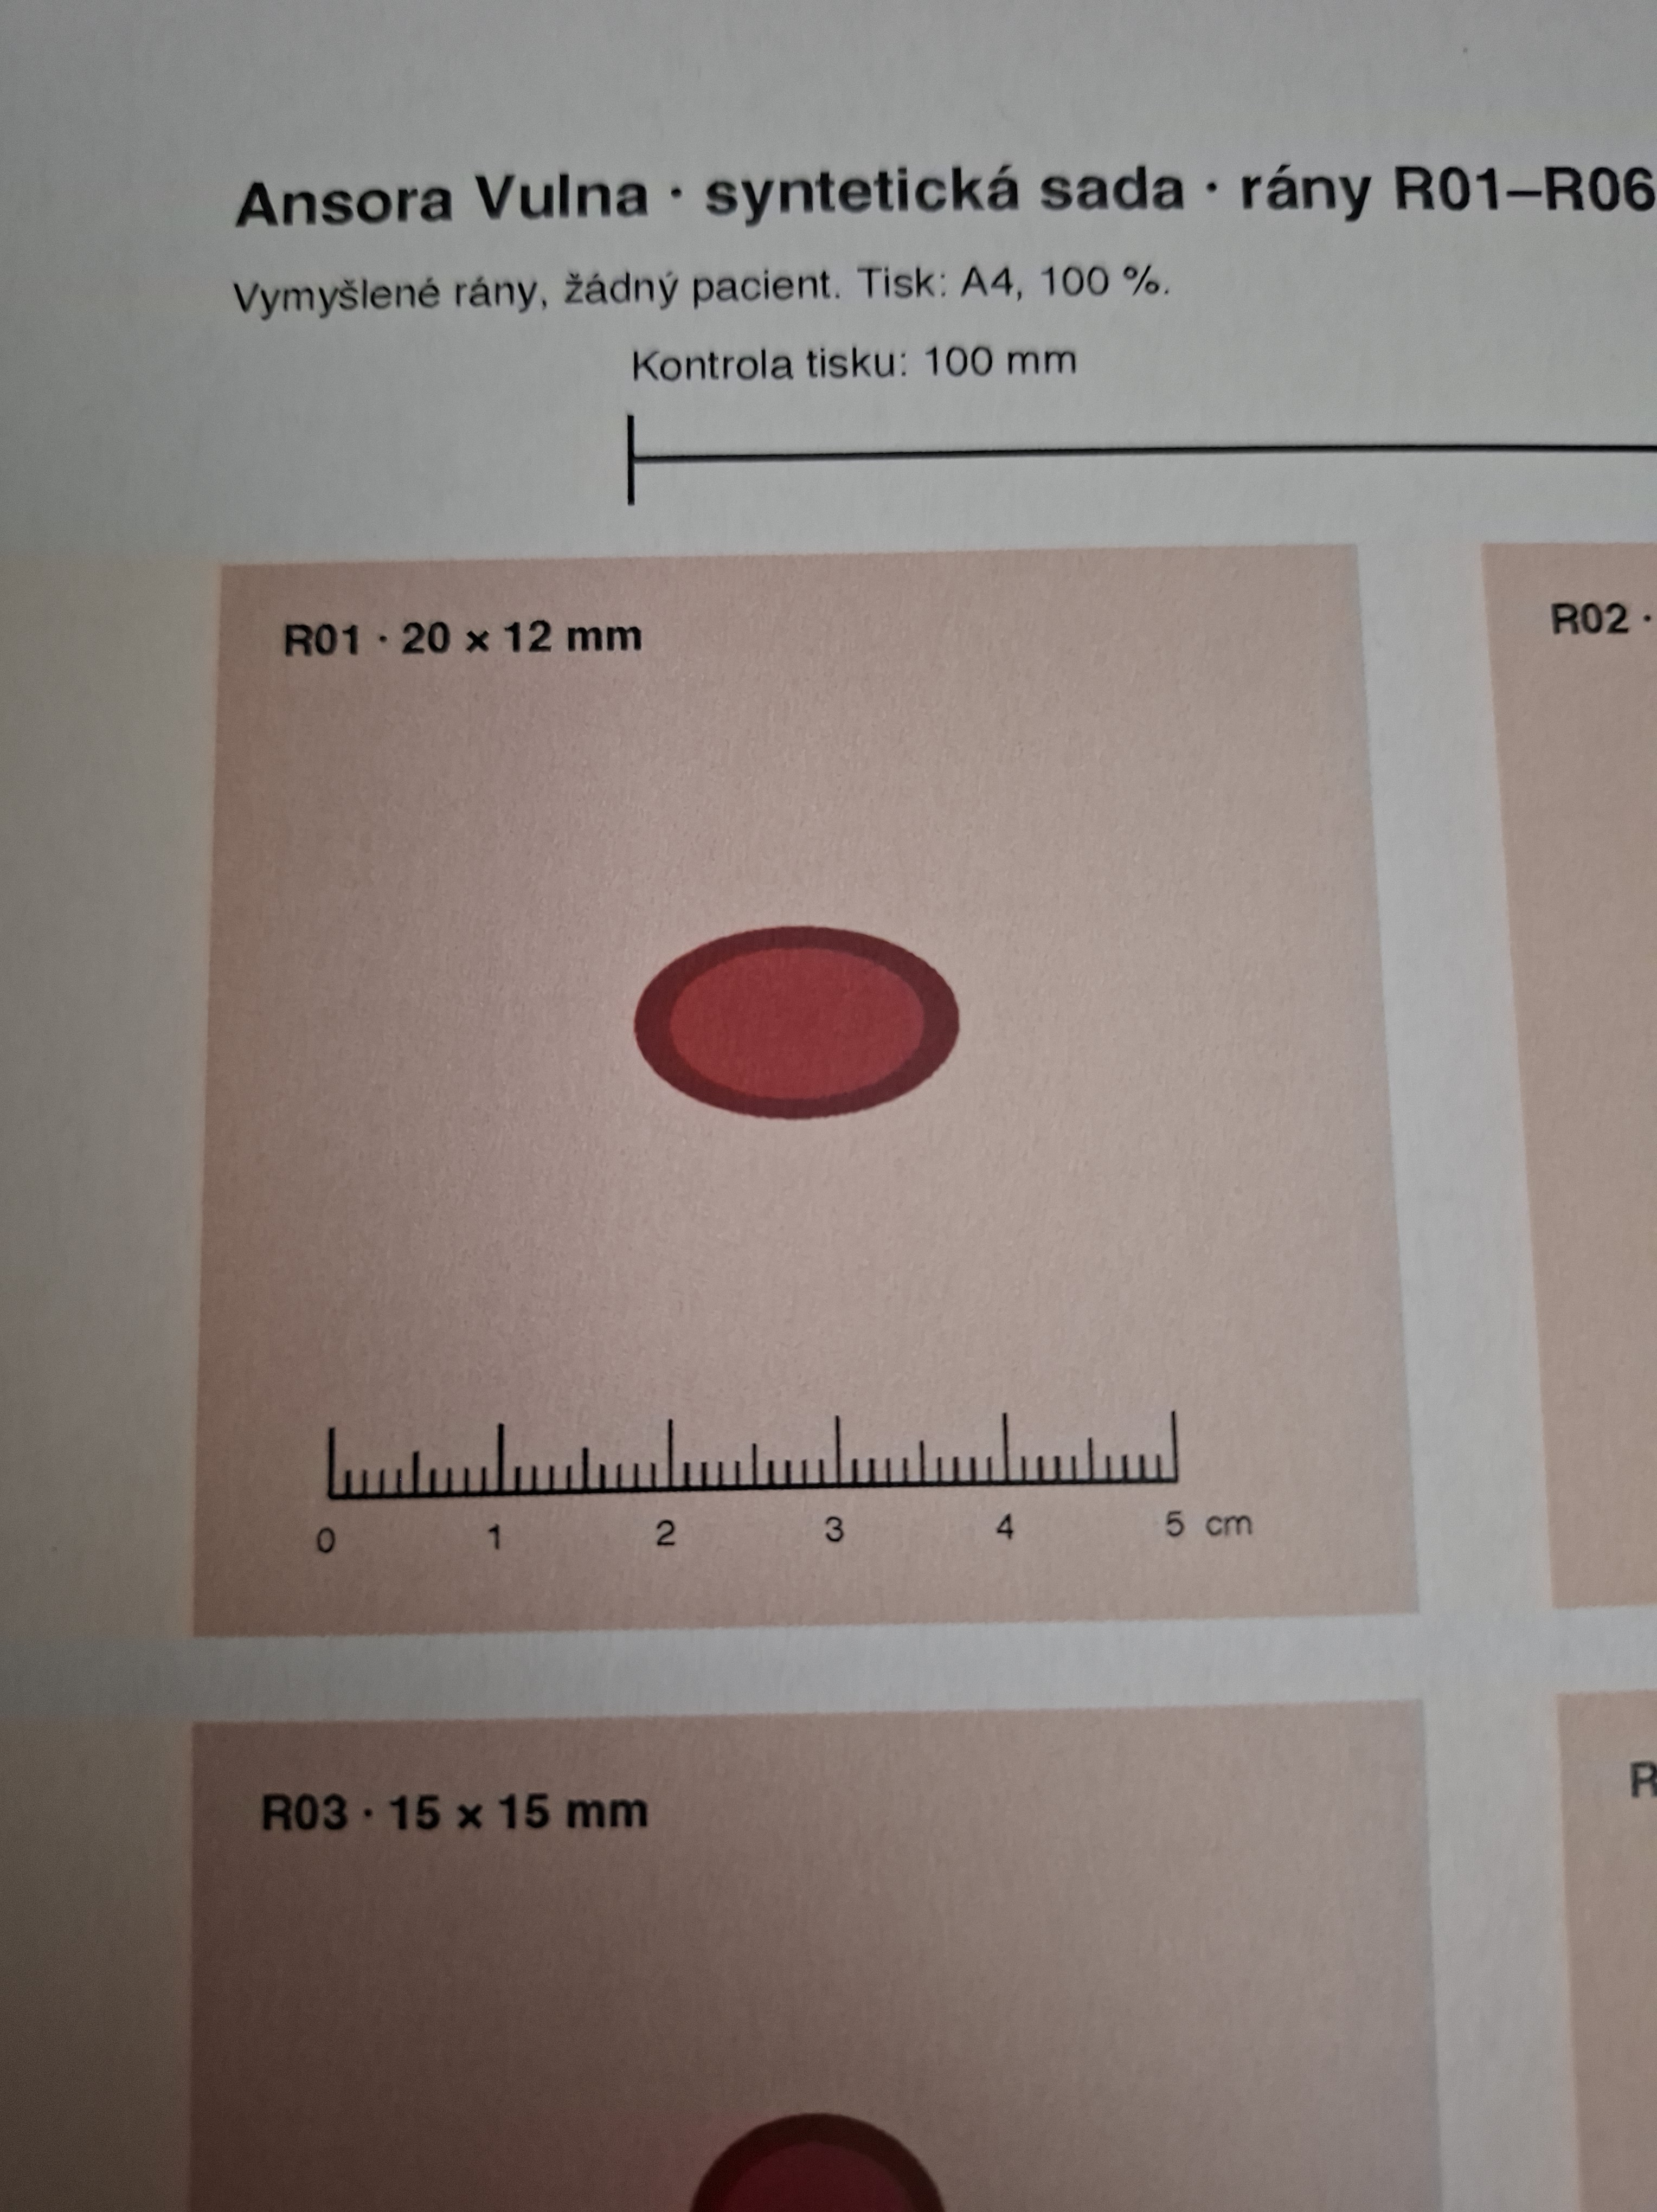 Ansora Vulna · syntetická sada · rány R01–R06
Vymyšlené rány, žádný pacient. Tisk: A4, 100 %.
Kontrola tisku: 100 mm
R01 · 20 × 12 mm
R02 ·
0 1 2 3 4 5 cm
R03 · 15 × 15 mm